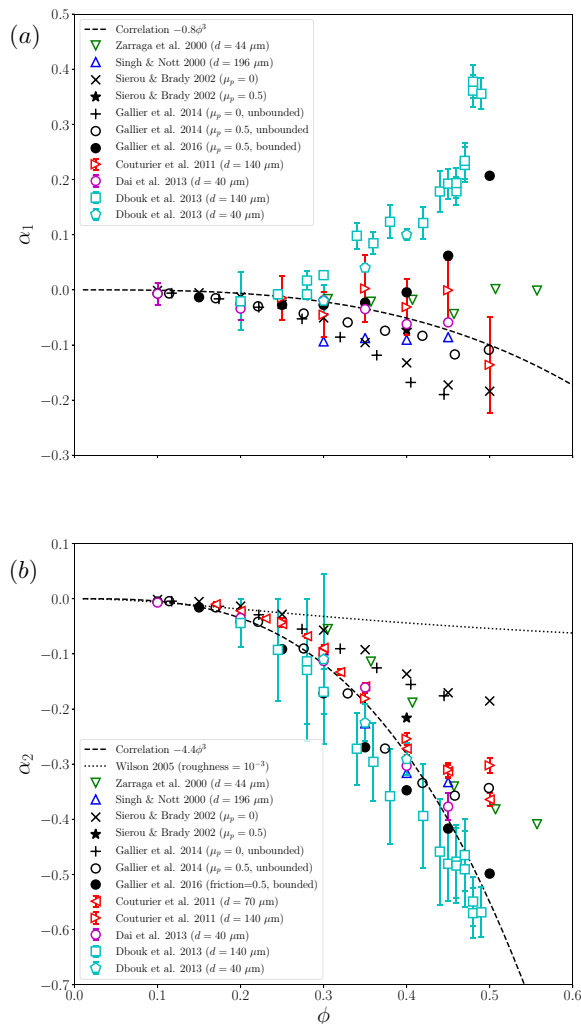 (a)
0.5
0.4
0.3
0.2
0.1
0.0
−0.1
−0.2
−0.3
α₁
Correlation −0.8ϕ³
Zarraga et al. 2000 (d = 44 µm)
Singh & Nott 2000 (d = 196 µm)
Sierou & Brady 2002 (µₚ = 0)
Sierou & Brady 2002 (µₚ = 0.5)
Gallier et al. 2014 (µₚ = 0, unbounded)
Gallier et al. 2014 (µₚ = 0.5, unbounded
Gallier et al. 2016 (µₚ = 0.5, bounded)
Couturier et al. 2011 (d = 140 µm)
Dai et al. 2013 (d = 40 µm)
Dbouk et al. 2013 (d = 140 µm)
Dbouk et al. 2013 (d = 40 µm)
(b)
0.1
0.0
−0.1
−0.2
−0.3
−0.4
−0.5
−0.6
−0.7
α₂
Correlation −4.4ϕ³
Wilson 2005 (roughness = 10⁻³)
Zarraga et al. 2000 (d = 44 µm)
Singh & Nott 2000 (d = 196 µm)
Sierou & Brady 2002 (µₚ = 0)
Sierou & Brady 2002 (µₚ = 0.5)
Gallier et al. 2014 (µₚ = 0, unbounded)
Gallier et al. 2014 (µₚ = 0.5, unbounded)
Gallier et al. 2016 (friction=0.5, bounded)
Couturier et al. 2011 (d = 70 µm)
Couturier et al. 2011 (d = 140 µm)
Dai et al. 2013 (d = 40 µm)
Dbouk et al. 2013 (d = 140 µm)
Dbouk et al. 2013 (d = 40 µm)
0.0 0.1 0.2 0.3 0.4 0.5 0.6
ϕ